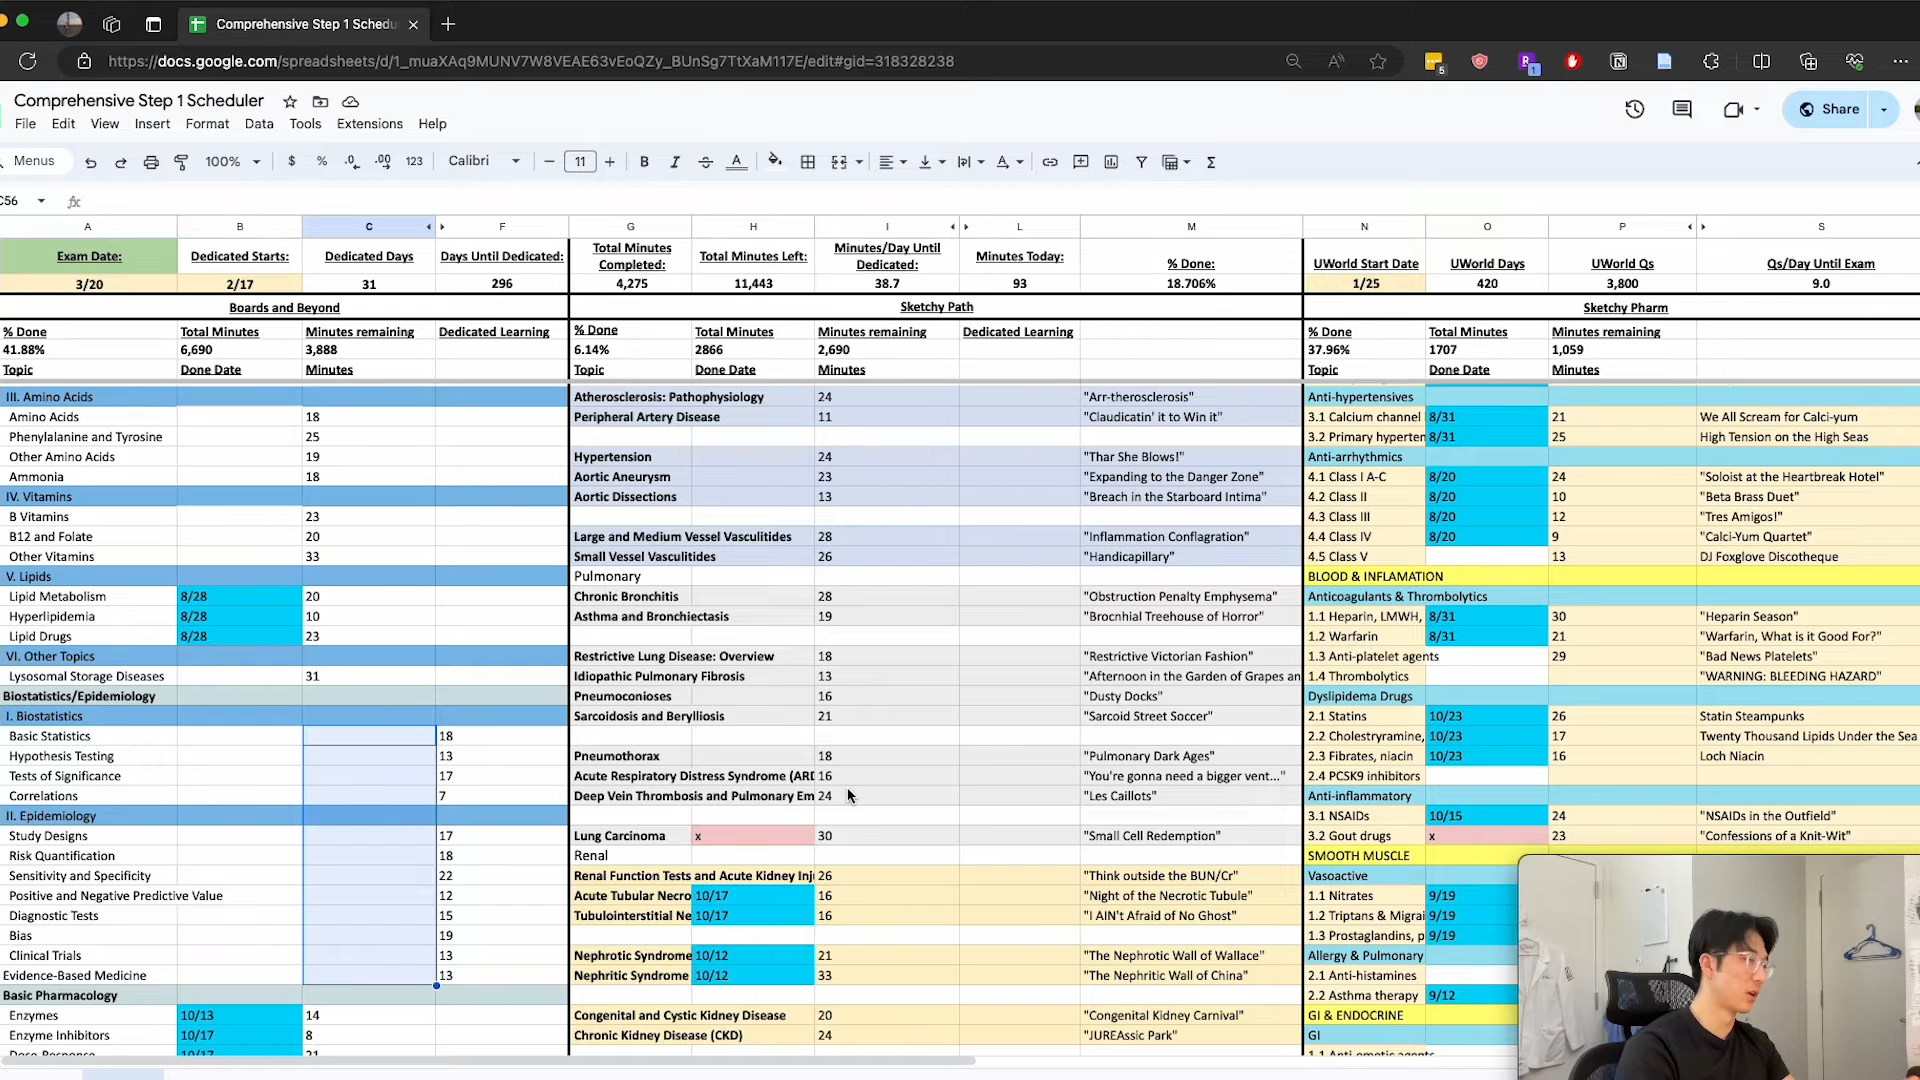 Comprehensive Step 1 Schedu
https://docs.google.com/spreadsheets/d/1_muaXAq9MUNV7W8VEAE63vEoQZy_BUnSg7TtXaM117E/edit#gid=318328238
5
1
Comprehensive Step 1 Scheduler
Share
File Edit View Insert Format Data Tools Extensions Help
Menus 100% $ % .0 .00 123 Calibri 11 B I A
C56 fx
A B C F G H I L M N O P S
Exam Date: Dedicated Starts: Dedicated Days Days Until Dedicated: Total Minutes Completed: Total Minutes Left: Minutes/Day Until Dedicated: Minutes Today: % Done: UWorld Start Date UWorld Days UWorld Qs Qs/Day Until Exam
3/20 2/17 31 296 4,275 11,443 38.7 93 18.706% 1/25 420 3,800 9.0
Boards and Beyond Sketchy Path Sketchy Pharm
% Done Total Minutes Minutes remaining Dedicated Learning % Done Total Minutes Minutes remaining Dedicated Learning % Done Total Minutes Minutes remaining
41.88% 6,690 3,888 6.14% 2866 2,690 37.96% 1707 1,059
Topic Done Date Minutes Topic Done Date Minutes Topic Done Date Minutes
III. Amino Acids Atherosclerosis: Pathophysiology 24 "Arr-therosclerosis" Anti-hypertensives
Amino Acids 18 Peripheral Artery Disease 11 "Claudicatin' it to Win it" 3.1 Calcium channel 8/31 21 We All Scream for Calci-yum
Phenylalanine and Tyrosine 25 3.2 Primary hyperten 8/31 25 High Tension on the High Seas
Other Amino Acids 19 Hypertension 24 "Thar She Blows!" Anti-arrhythmics
Ammonia 18 Aortic Aneurysm 23 "Expanding to the Danger Zone" 4.1 Class I A-C 8/20 24 "Soloist at the Heartbreak Hotel"
IV. Vitamins Aortic Dissections 13 "Breach in the Starboard Intima" 4.2 Class II 8/20 10 "Beta Brass Duet"
B Vitamins 23 4.3 Class III 8/20 12 "Tres Amigos!"
B12 and Folate 20 Large and Medium Vessel Vasculitides 28 "Inflammation Conflagration" 4.4 Class IV 8/20 9 "Calci-Yum Quartet"
Other Vitamins 33 Small Vessel Vasculitides 26 "Handicapillary" 4.5 Class V 13 DJ Foxglove Discotheque
V. Lipids Pulmonary BLOOD & INFLAMATION
Lipid Metabolism 8/28 20 Chronic Bronchitis 28 "Obstruction Penalty Emphysema" Anticoagulants & Thrombolytics
Hyperlipidemia 8/28 10 Asthma and Bronchiectasis 19 "Brocnhial Treehouse of Horror" 1.1 Heparin, LMWH, 8/31 30 "Heparin Season"
Lipid Drugs 8/28 23 1.2 Warfarin 8/31 21 "Warfarin, What is it Good For?"
VI. Other Topics Restrictive Lung Disease: Overview 18 "Restrictive Victorian Fashion" 1.3 Anti-platelet agents 29 "Bad News Platelets"
Lysosomal Storage Diseases 31 Idiopathic Pulmonary Fibrosis 13 "Afternoon in the Garden of Grapes an 1.4 Thrombolytics "WARNING: BLEEDING HAZARD"
Biostatistics/Epidemiology Pneumoconioses 16 "Dusty Docks" Dyslipidema Drugs
I. Biostatistics Sarcoidosis and Berylliosis 21 "Sarcoid Street Soccer" 2.1 Statins 10/23 26 Statin Steampunks
Basic Statistics 18 2.2 Cholestryramine, 10/23 17 Twenty Thousand Lipids Under the Sea
Hypothesis Testing 13 Pneumothorax 18 "Pulmonary Dark Ages" 2.3 Fibrates, niacin 10/23 16 Loch Niacin
Tests of Significance 17 Acute Respiratory Distress Syndrome (ARD 16 "You're gonna need a bigger vent..." 2.4 PCSK9 inhibitors
Correlations 7 Deep Vein Thrombosis and Pulmonary Em 24 "Les Caillots" Anti-inflammatory
II. Epidemiology 3.1 NSAIDs 10/15 24 "NSAIDs in the Outfield"
Study Designs 17 Lung Carcinoma x 30 "Small Cell Redemption" 3.2 Gout drugs x 23 "Confessions of a Knit-Wit"
Risk Quantification 18 Renal SMOOTH MUSCLE
Sensitivity and Specificity 22 Renal Function Tests and Acute Kidney Inj 26 "Think outside the BUN/Cr" Vasoactive
Positive and Negative Predictive Value 12 Acute Tubular Necro 10/17 16 "Night of the Necrotic Tubule" 1.1 Nitrates 9/19
Diagnostic Tests 15 Tubulointerstitial Ne 10/17 16 "I AIN't Afraid of No Ghost" 1.2 Triptans & Migrai 9/19
Bias 19 1.3 Prostaglandins, p 9/19
Clinical Trials 13 Nephrotic Syndrome 10/12 21 "The Nephrotic Wall of Wallace" Allergy & Pulmonary
Evidence-Based Medicine 13 Nephritic Syndrome 10/12 33 "The Nephritic Wall of China" 2.1 Anti-histamines
Basic Pharmacology 2.2 Asthma therapy 9/12
Enzymes 10/13 14 Congenital and Cystic Kidney Disease 20 "Congenital Kidney Carnival" GI & ENDOCRINE
Enzyme Inhibitors 10/17 8 Chronic Kidney Disease (CKD) 24 "JUREAssic Park" GI
Dose-Response 10/17 21 1.1 Anti-emetic agents